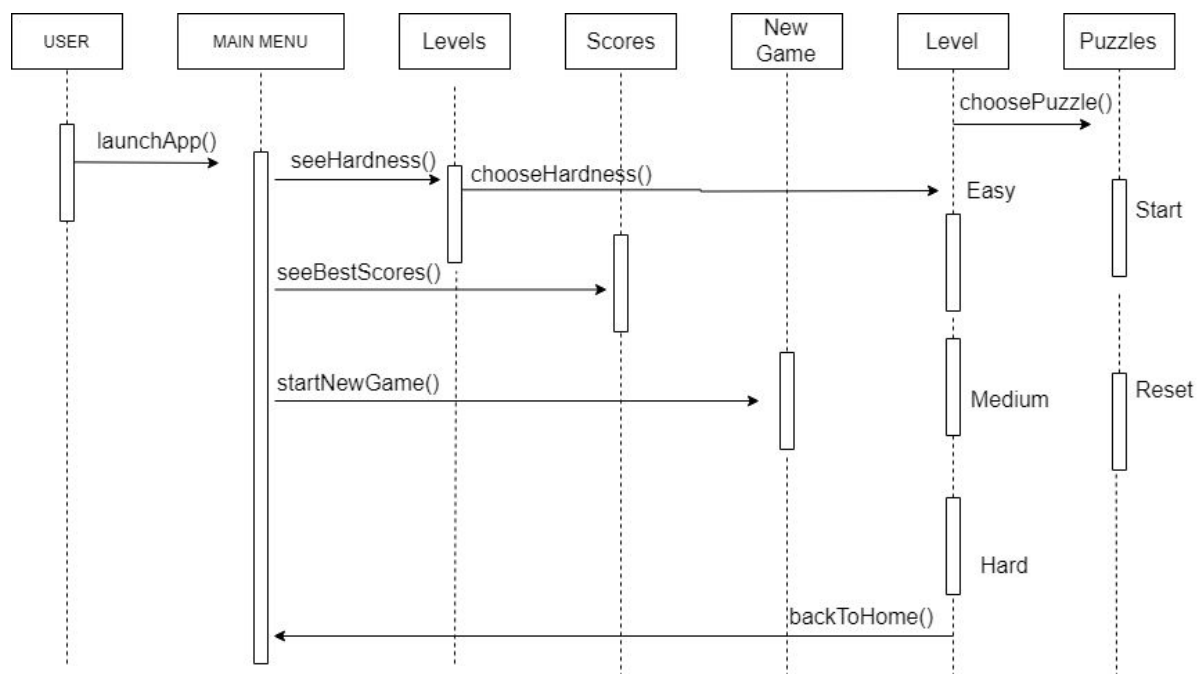 USER
MAIN MENU
Levels
Scores
New
Game
Level
Puzzles
choosePuzzle()
launchApp()
seeHardness()
chooseHardness()
Easy
Start
seeBestScores()
startNewGame()
Medium
Reset
Hard
backToHome()